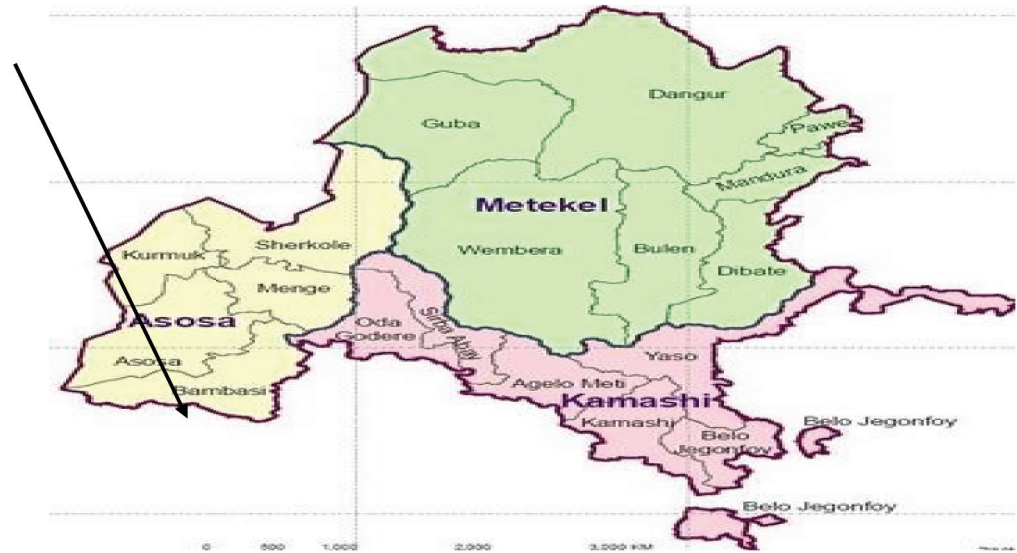 Dangur
Guba
Pawe
Mandura
Metekel
Sherkole
Wembera
Bulen
Kurmuk
Dibate
Menge
Asosa
Oda
Godere
Sirba Abay
Yaso
Asosa
Agelo Meti
Bambasi
Kamashi
Kamashi
Belo Jegonfoy
Belo
Jegonfoy
Belo Jegonfoy
0 500 1.000 2.000 3.000 KM